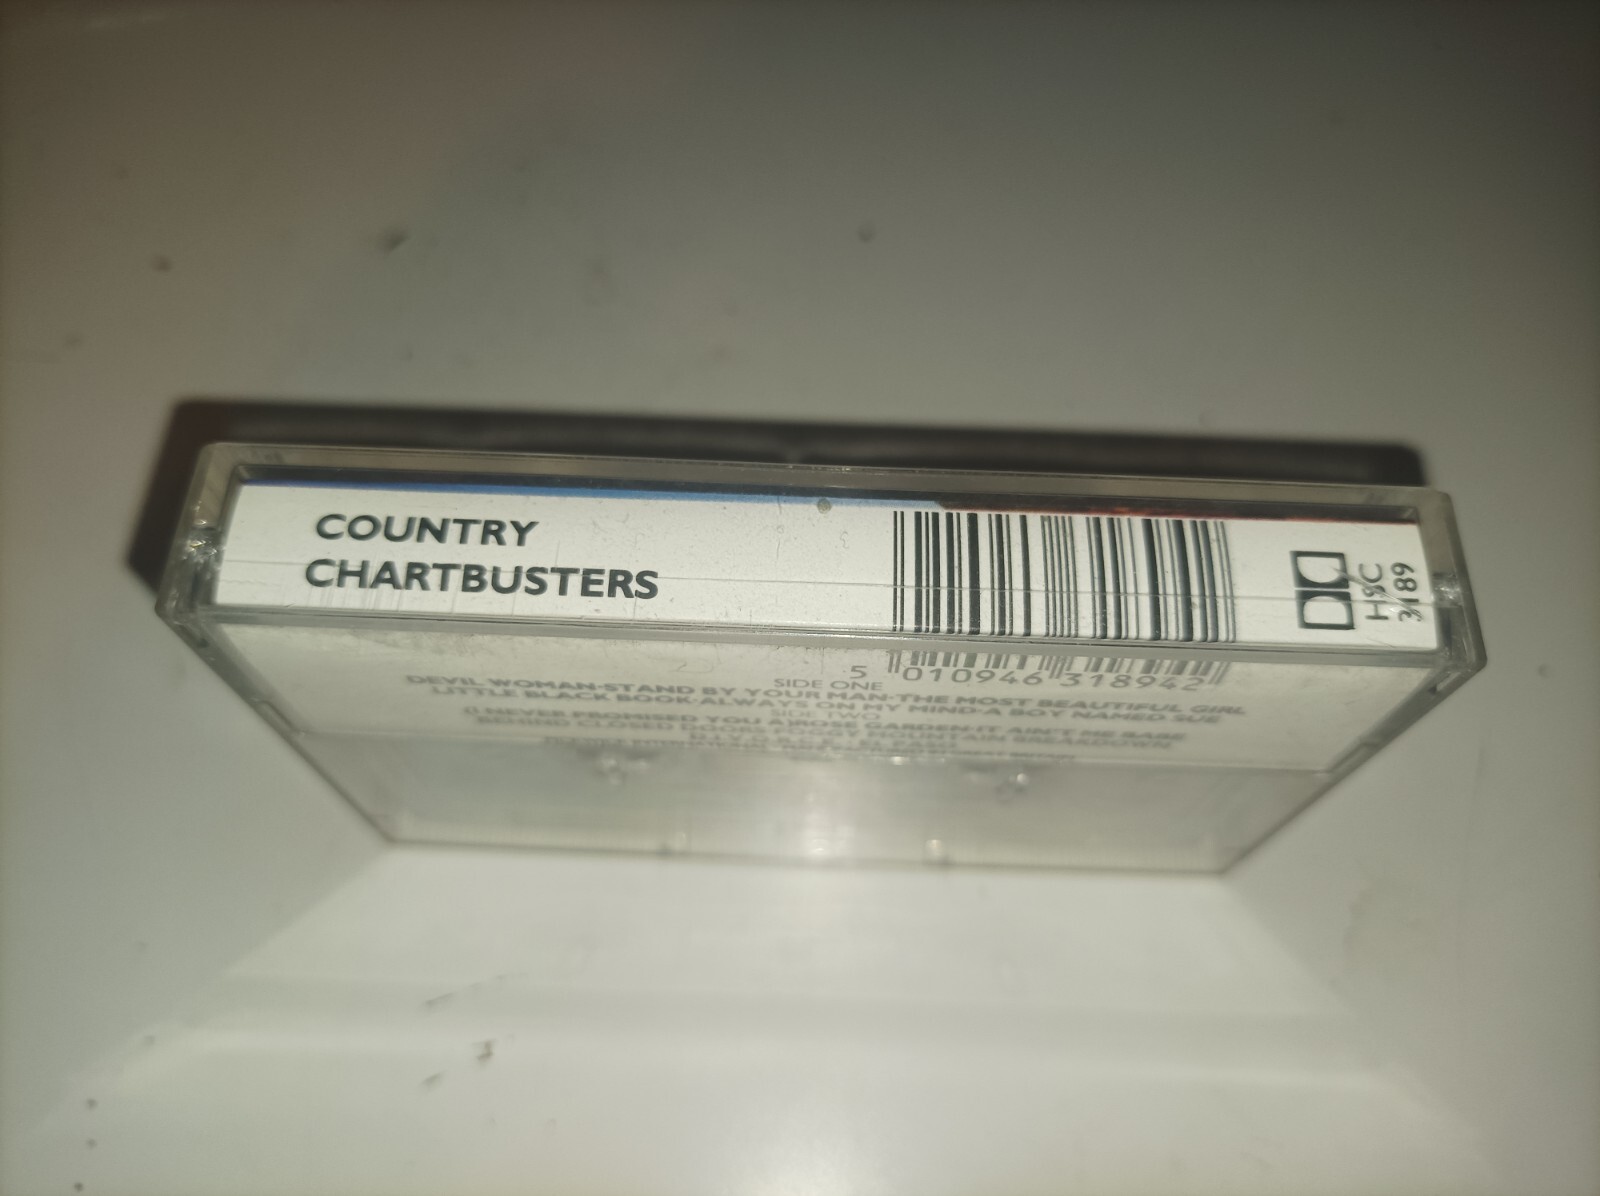 COUNTRY
CHARTBUSTERS
HSC
3189
5 010946 318942
SIDE ONE
DEVIL WOMAN·STAND BY YOUR MAN·THE MOST BEAUTIFUL GIRL
LITTLE BLACK BOOK·ALWAYS ON MY MIND·A BOY NAMED SUE
SIDE TWO
(I NEVER PROMISED YOU A)ROSE GARDEN·IT AIN'T ME BABE
BEHIND CLOSED DOORS·FOGGY MOUNTAIN BREAKDOWN
EL PASO